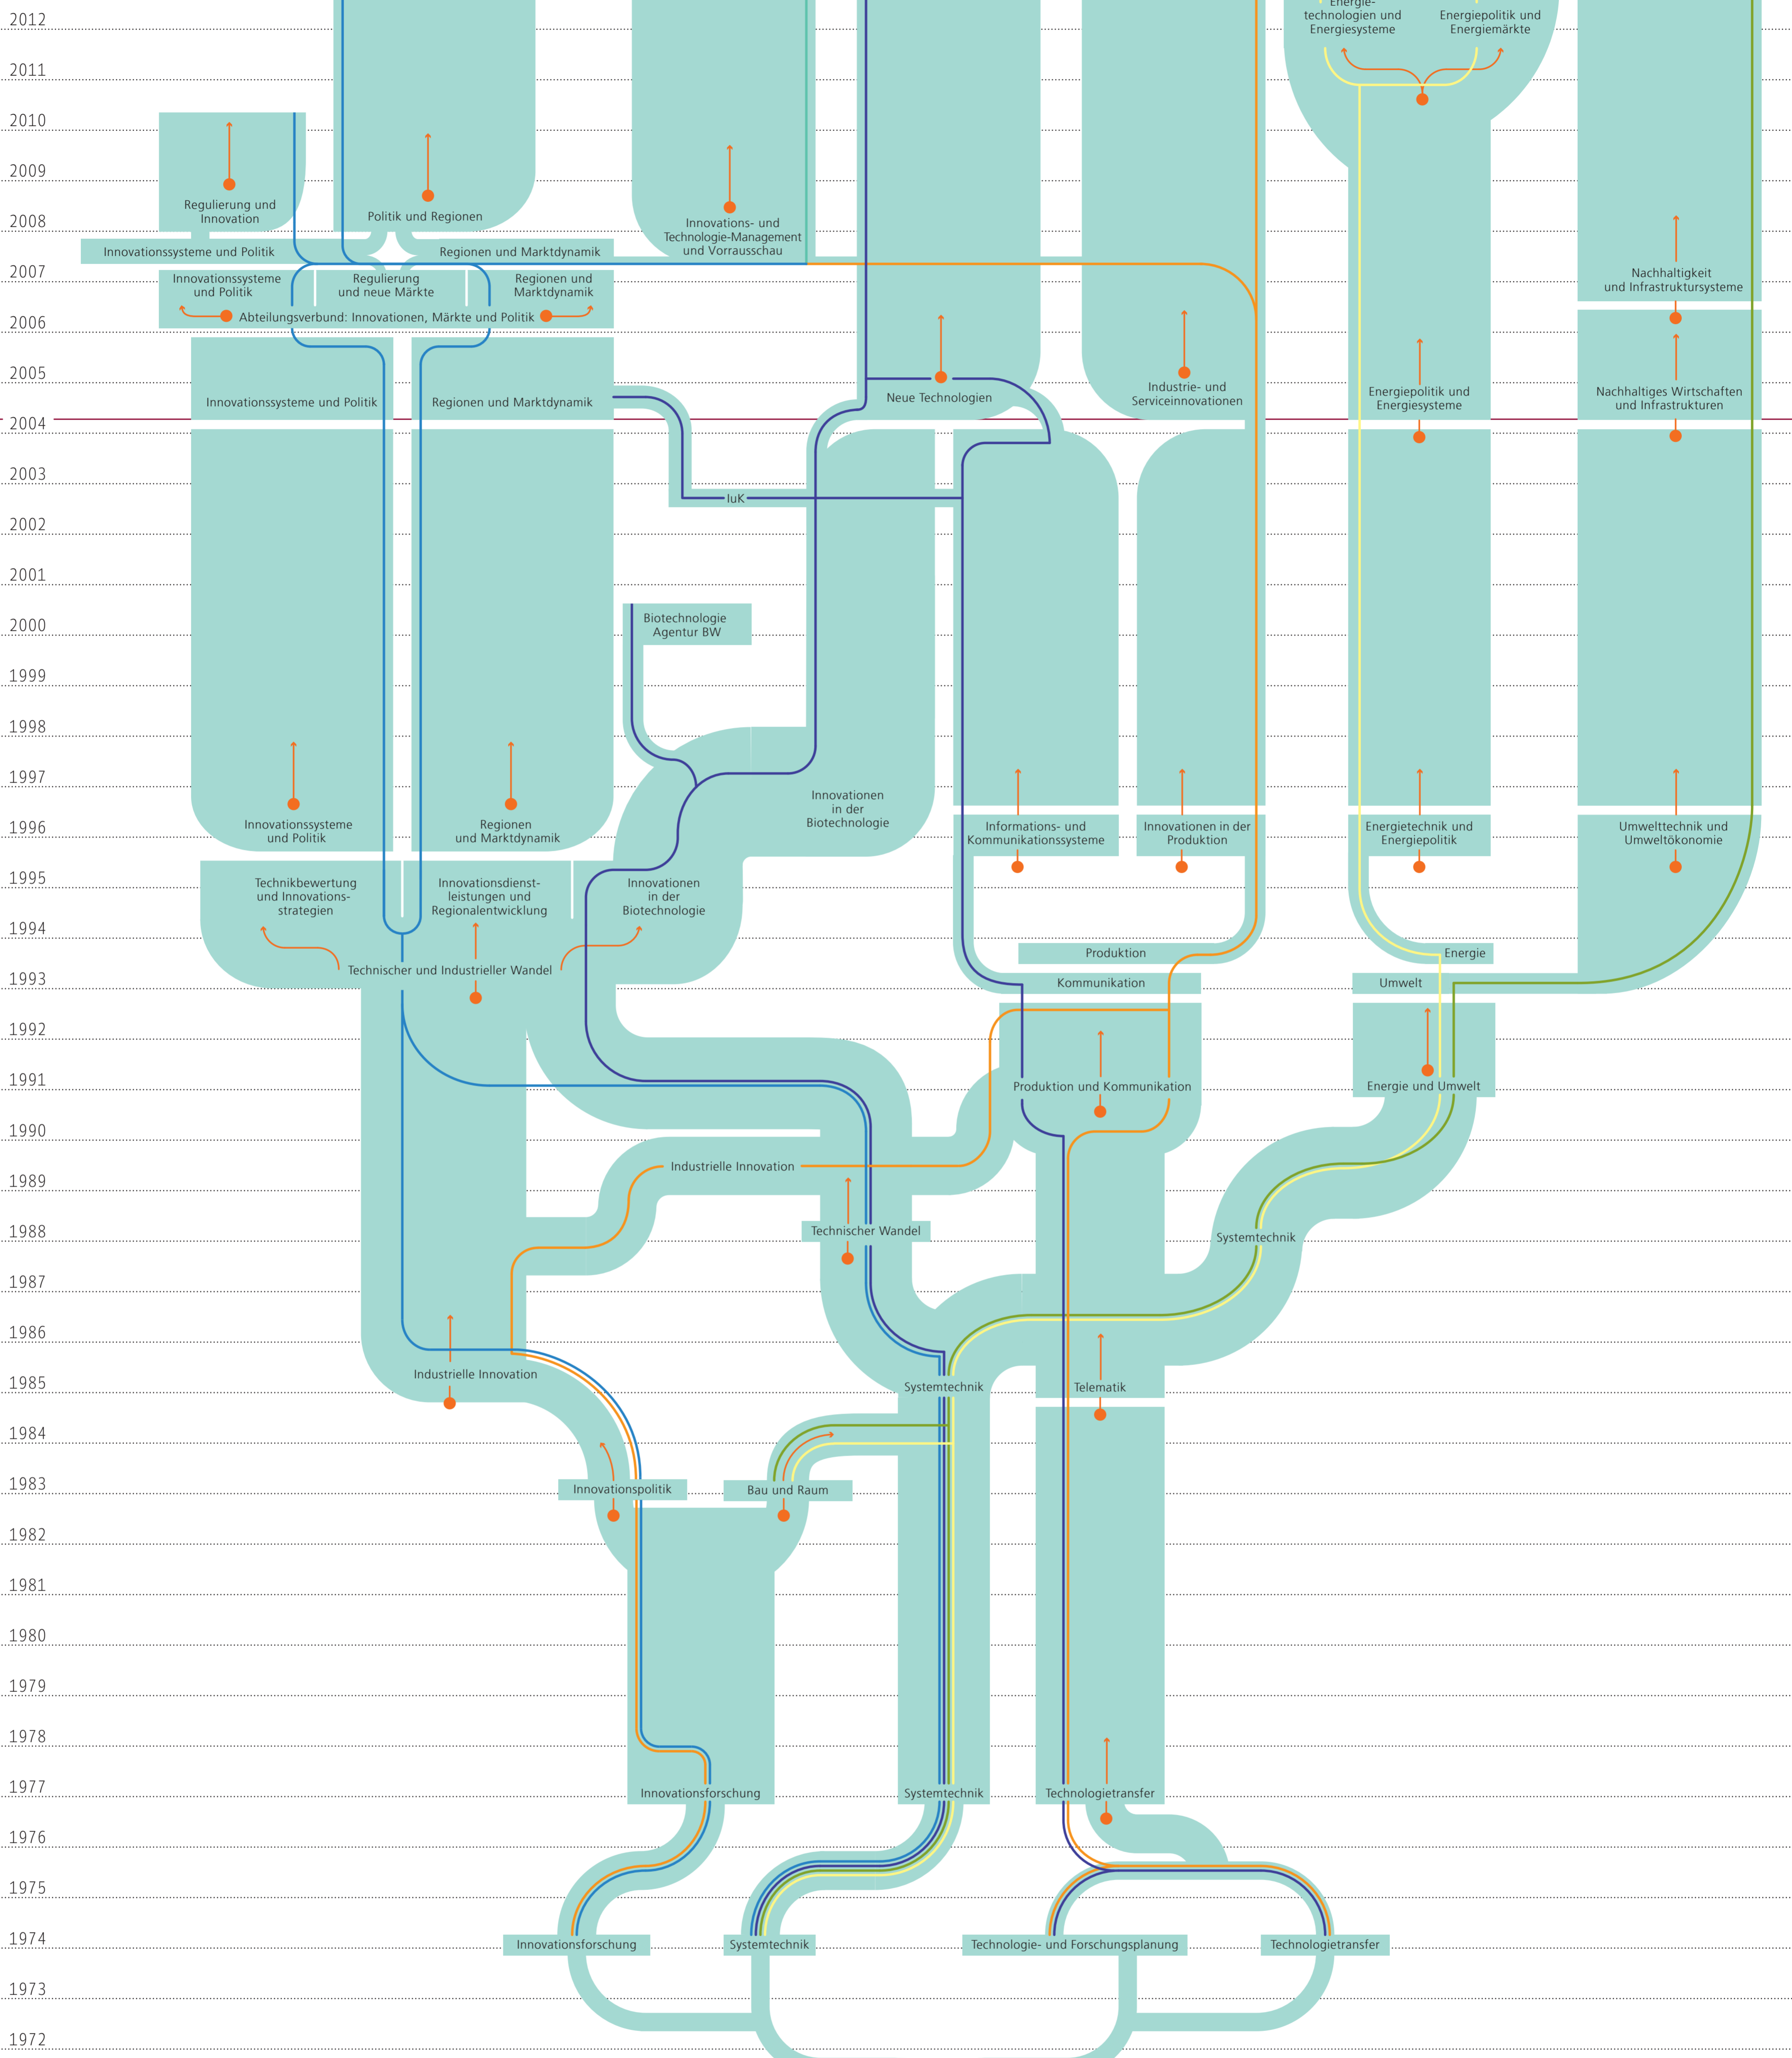 2012
Energie-
technologien und
Energiesysteme
Energiepolitik und
Energiemärkte
2011
2010
2009
Regulierung und
Innovation
Politik und Regionen
2008
Innovations- und
Technologie-Management
und Vorrausschau
Innovationssysteme und Politik
Regionen und Marktdynamik
2007
Innovationssysteme
und Politik
Regulierung
und neue Märkte
Regionen und
Marktdynamik
Nachhaltigkeit
und Infrastruktursysteme
Abteilungsverbund: Innovationen, Märkte und Politik
2006
2005
Innovationssysteme und Politik
Regionen und Marktdynamik
Neue Technologien
Industrie- und
Serviceinnovationen
Energiepolitik und
Energiesysteme
Nachhaltiges Wirtschaften
und Infrastrukturen
2004
2003
IuK
2002
2001
2000
Biotechnologie
Agentur BW
1999
1998
1997
Innovationen
in der
Biotechnologie
1996
Innovationssysteme
und Politik
Regionen
und Marktdynamik
Informations- und
Kommunikationssysteme
Innovationen in der
Produktion
Energietechnik und
Energiepolitik
Umwelttechnik und
Umweltökonomie
1995
Technikbewertung
und Innovations-
strategien
Innovationsdienst-
leistungen und
Regionalentwicklung
Innovationen
in der
Biotechnologie
1994
Produktion
Energie
Technischer und Industrieller Wandel
1993
Kommunikation
Umwelt
1992
1991
Produktion und Kommunikation
Energie und Umwelt
1990
Industrielle Innovation
1989
1988
Technischer Wandel
Systemtechnik
1987
1986
Industrielle Innovation
1985
Systemtechnik
Telematik
1984
1983
Innovationspolitik
Bau und Raum
1982
1981
1980
1979
1978
1977
Innovationsforschung
Systemtechnik
Technologietransfer
1976
1975
1974
Innovationsforschung
Systemtechnik
Technologie- und Forschungsplanung
Technologietransfer
1973
1972